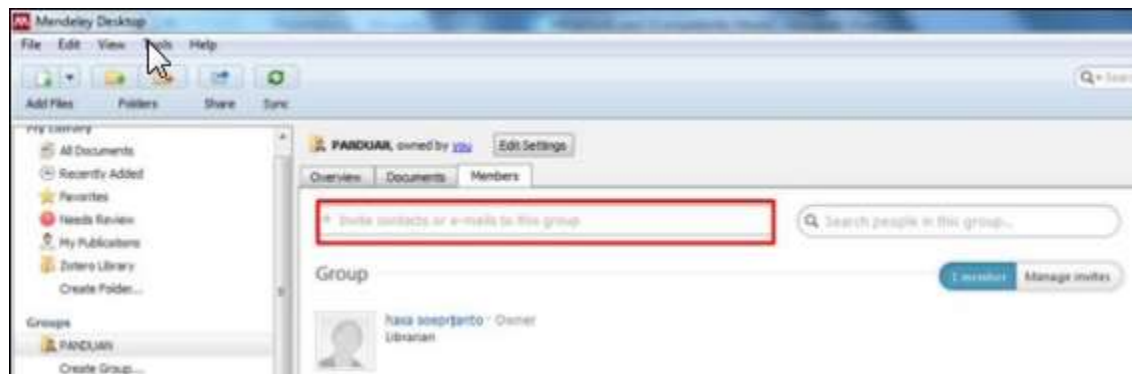 Mendeley Desktop
File Edit View Tools Help
Add Files Folders Share Sync
My Library
All Documents
Recently Added
Favorites
Needs Review
My Publications
Zotero Library
Create Folder...
Groups
PANDUAN
Create Group...
PANDUAN, owned by you Edit Settings
Overview Documents Members
Invite contacts or e-mails to this group
Search people in this group...
Group
1 member Manage invites
Owner
Librarian